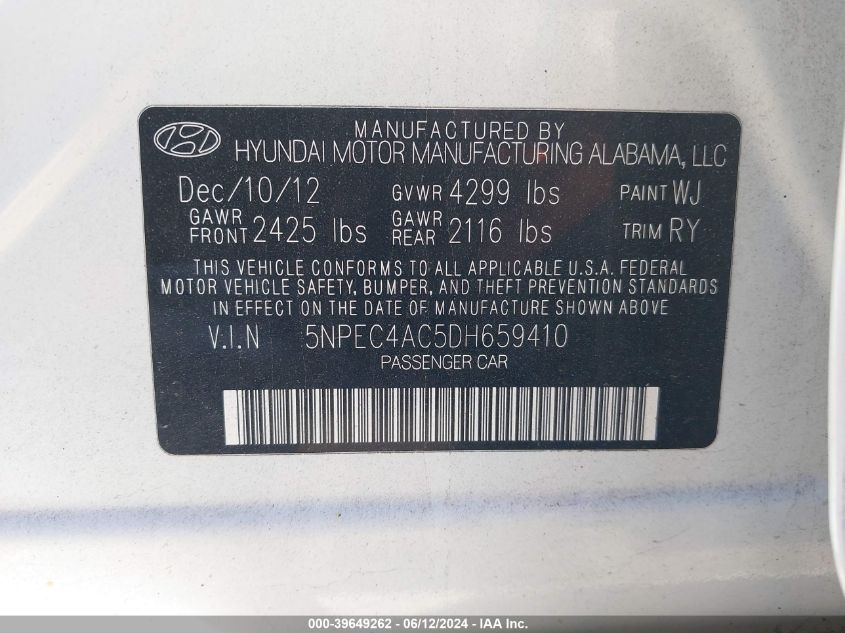 MANUFACTURED BY
HYUNDAI MOTOR MANUFACTURING ALABAMA, LLC
Dec/10/12 GVWR 4299 lbs PAINT WJ
GAWR FRONT 2425 lbs GAWR REAR 2116 lbs TRIM RY
THIS VEHICLE CONFORMS TO ALL APPLICABLE U.S.A. FEDERAL
MOTOR VEHICLE SAFETY, BUMPER, AND THEFT PREVENTION STANDARDS
IN EFFECT ON THE DATE OF MANUFACTURE SHOWN ABOVE
V.I.N 5NPEC4AC5DH659410
PASSENGER CAR
000-39649262 - 06/12/2024 - IAA Inc.